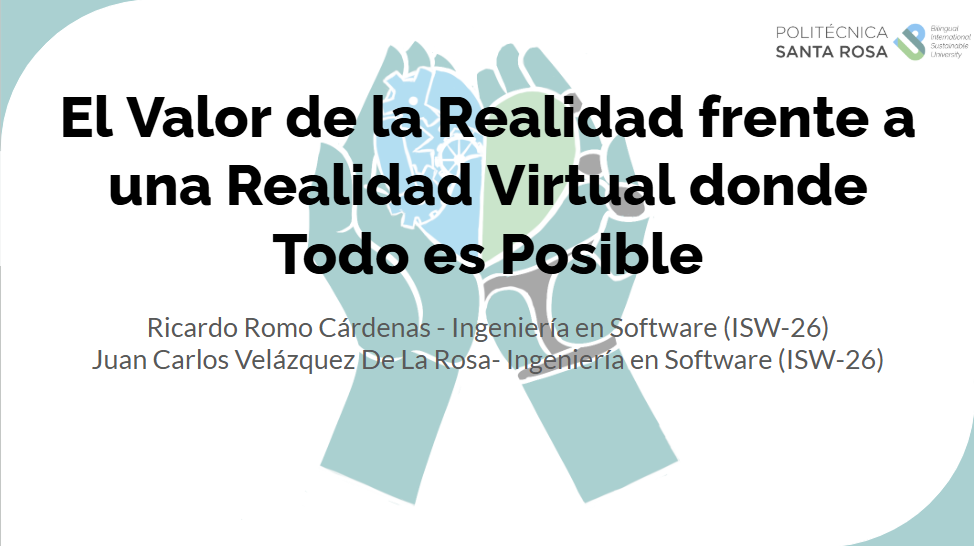 POLITÉCNICA
SANTA ROSA
Bilingual
International
Sustainable
University
El Valor de la Realidad frente a
una Realidad Virtual donde
Todo es Posible
Ricardo Romo Cárdenas - Ingeniería en Software (ISW-26)
Juan Carlos Velázquez De La Rosa- Ingeniería en Software (ISW-26)